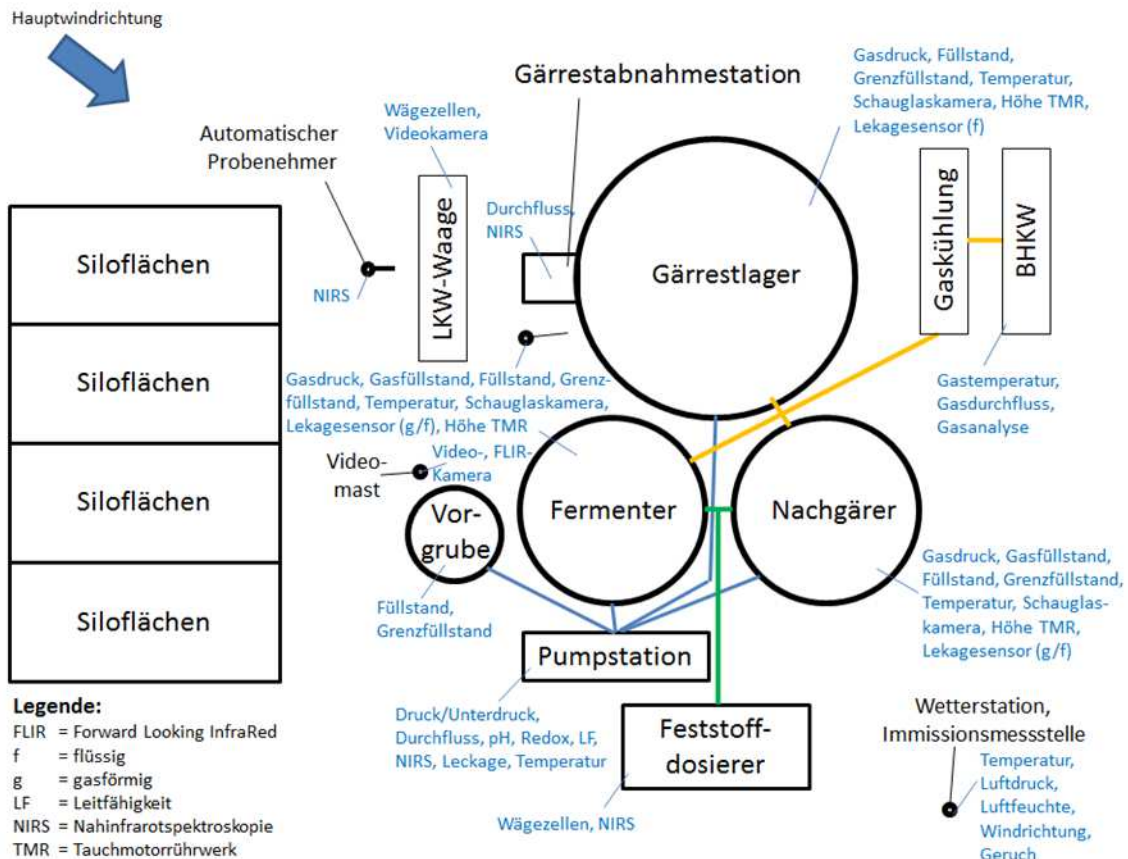 Hauptwindrichtung
Gärrestabnahmestation
Gasdruck, Füllstand,
Grenzfüllstand, Temperatur,
Schauglaskamera, Höhe TMR,
Lekagesensor (f)
Wägezellen,
Videokamera
Automatischer
Probenehmer
NIRS
LKW-Waage
Durchfluss,
NIRS
Gärrestlager
Gaskühlung
BHKW
Gastemperatur,
Gasdurchfluss,
Gasanalyse
Siloflächen
Siloflächen
Siloflächen
Siloflächen
Gasdruck, Gasfüllstand, Füllstand, Grenz-
füllstand, Temperatur, Schauglaskamera,
Lekagesensor (g/f), Höhe TMR
Video-
mast
Video-, FLIR-
Kamera
Vor-
grube
Fermenter
Nachgärer
Füllstand,
Grenzfüllstand
Gasdruck, Gasfüllstand,
Füllstand, Grenzfüllstand,
Temperatur, Schauglas-
kamera, Höhe TMR,
Lekagesensor (g/f)
Pumpstation
Druck/Unterdruck,
Durchfluss, pH, Redox, LF,
NIRS, Leckage, Temperatur
Feststoff-
dosierer
Wägezellen, NIRS
Wetterstation,
Immissionsmessstelle
Temperatur,
Luftdruck,
Luftfeuchte,
Windrichtung,
Geruch
Legende:
FLIR = Forward Looking InfraRed
f = flüssig
g = gasförmig
LF = Leitfähigkeit
NIRS = Nahinfrarotspektroskopie
TMR = Tauchmotorrührwerk